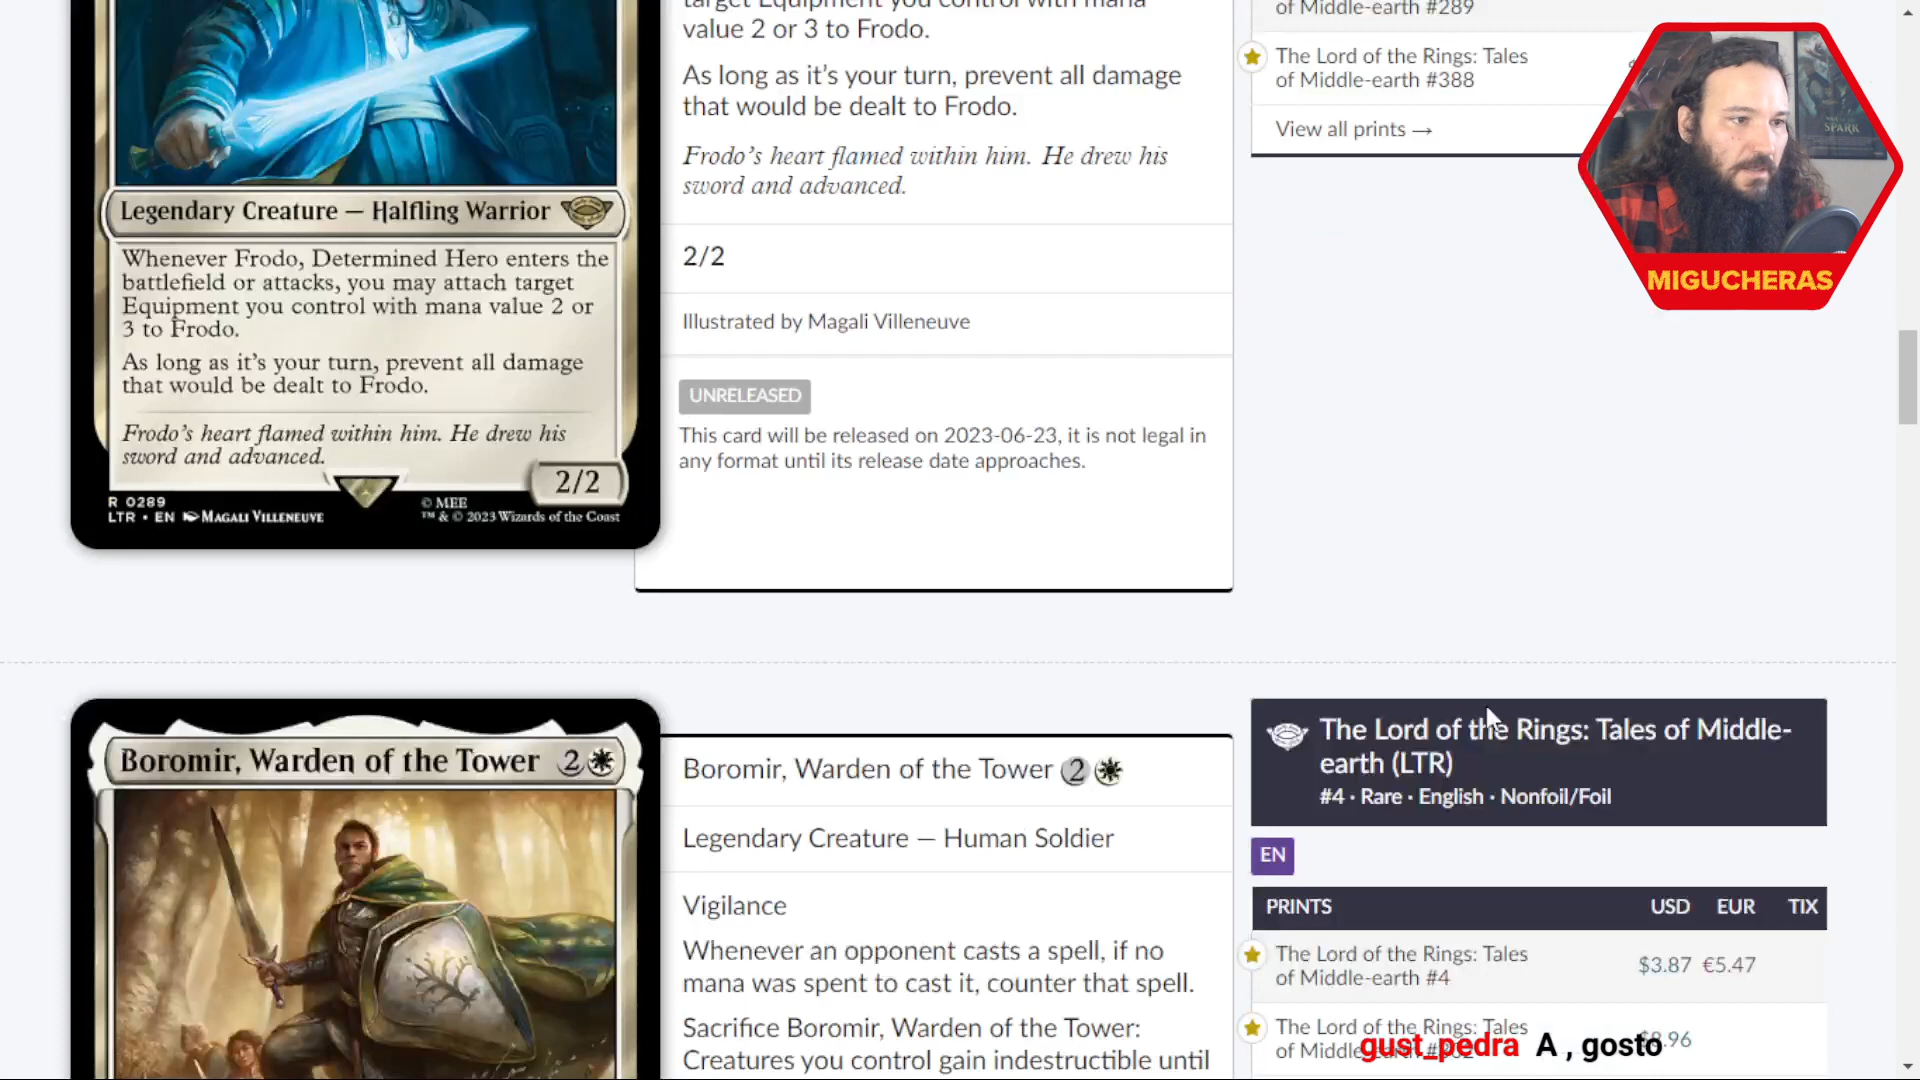 target Equipment you control with mana
value 2 or 3 to Frodo.
As long as it's your turn, prevent all damage
that would be dealt to Frodo.
Frodo's heart flamed within him. He drew his
sword and advanced.
2/2
Illustrated by Magali Villeneuve
UNRELEASED
This card will be released on 2023-06-23, it is not legal in
any format until its release date approaches.
Legendary Creature — Halfling Warrior
Whenever Frodo, Determined Hero enters the
battlefield or attacks, you may attach target
Equipment you control with mana value 2 or
3 to Frodo.
As long as it's your turn, prevent all damage
that would be dealt to Frodo.
Frodo's heart flamed within him. He drew his
sword and advanced.
2/2
R 0289
LTR • EN MAGALI VILLENEUVE
© MEE
™ & © 2023 Wizards of the Coast
of Middle-earth #289
The Lord of the Rings: Tales
of Middle-earth #388
View all prints →
SPARK
MIGUCHERAS
Boromir, Warden of the Tower 2
Boromir, Warden of the Tower 2
Legendary Creature — Human Soldier
Vigilance
Whenever an opponent casts a spell, if no
mana was spent to cast it, counter that spell.
Sacrifice Boromir, Warden of the Tower:
Creatures you control gain indestructible until
The Lord of the Rings: Tales of Middle-
earth (LTR)
#4 · Rare · English · Nonfoil/Foil
EN
PRINTS USD EUR TIX
The Lord of the Rings: Tales
of Middle-earth #4
$3.87 €5.47
The Lord of the Rings: Tales
of Middle
gust_pedra A , gosto